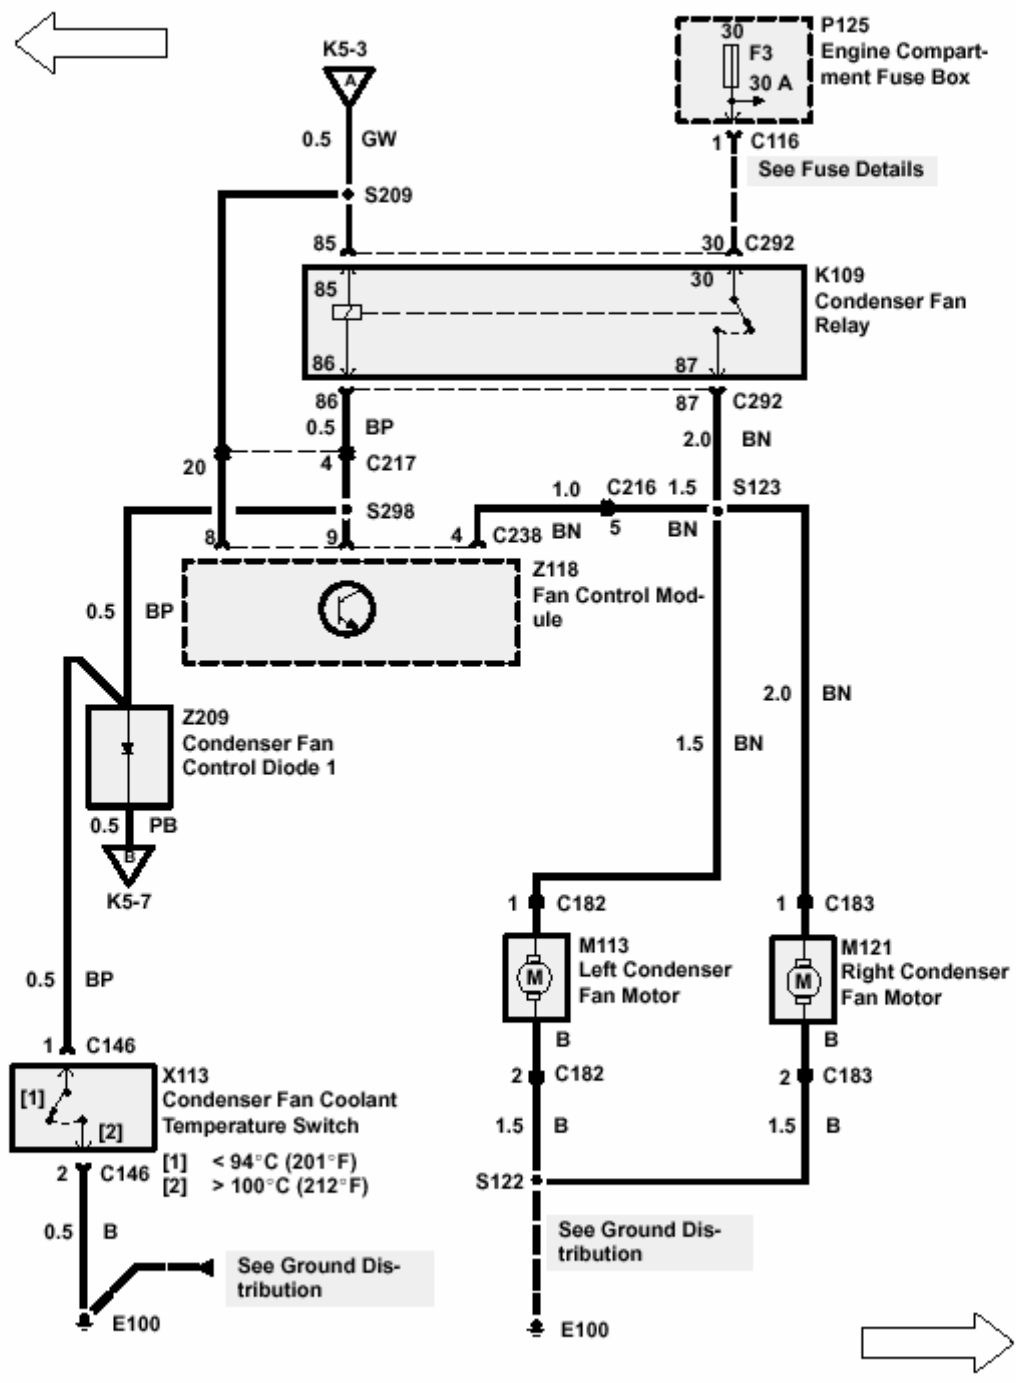 K5-3
A
0.5 GW
S209
30
F3
30 A
P125
Engine Compart-
ment Fuse Box
1 C116
See Fuse Details
85
30 C292
85
30
K109
Condenser Fan
Relay
86
87
86
87 C292
0.5 BP
2.0 BN
20
4 C217
S298
1.0
BN
C216
5
1.5
BN
S123
8
9
4 C238
Z118
Fan Control Mod-
ule
0.5 BP
2.0 BN
1.5 BN
Z209
Condenser Fan
Control Diode 1
0.5 PB
B
K5-7
0.5 BP
1 C182
M113
Left Condenser
Fan Motor
M
B
2 C182
1.5 B
1 C183
M121
Right Condenser
Fan Motor
M
B
2 C183
1.5 B
S122
1 C146
X113
Condenser Fan Coolant
Temperature Switch
[1]
[2]
[1] < 94°C (201°F)
[2] > 100°C (212°F)
2 C146
0.5 B
See Ground Dis-
tribution
E100
See Ground Dis-
tribution
E100